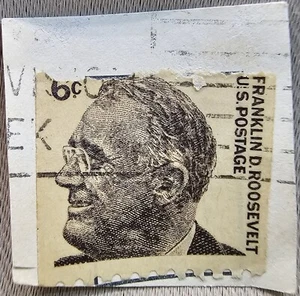 6c
FRANKLIN D. ROOSEVELT
U.S. POSTAGE